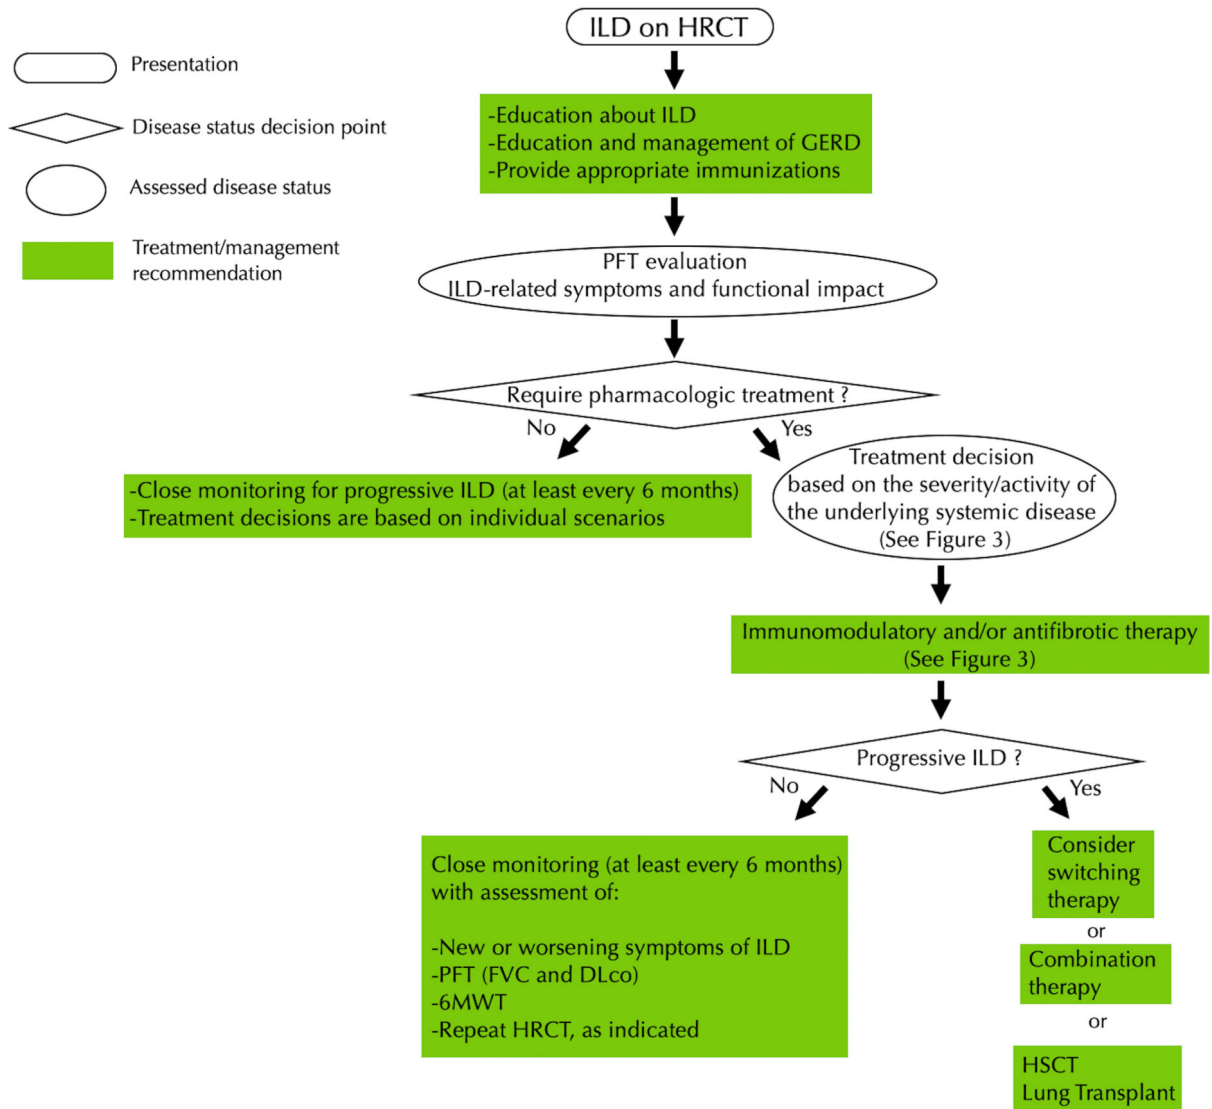 ILD on HRCT
Presentation
Disease status decision point
Assessed disease status
Treatment/management
recommendation
-Education about ILD
-Education and management of GERD
-Provide appropriate immunizations
PFT evaluation
ILD-related symptoms and functional impact
Require pharmacologic treatment ?
No
Yes
-Close monitoring for progressive ILD (at least every 6 months)
-Treatment decisions are based on individual scenarios
Treatment decision
based on the severity/activity of
the underlying systemic disease
(See Figure 3)
Immunomodulatory and/or antifibrotic therapy
(See Figure 3)
Progressive ILD ?
No
Yes
Close monitoring (at least every 6 months)
with assessment of:
-New or worsening symptoms of ILD
-PFT (FVC and DLco)
-6MWT
-Repeat HRCT, as indicated
Consider
switching
therapy
or
Combination
therapy
or
HSCT
Lung Transplant